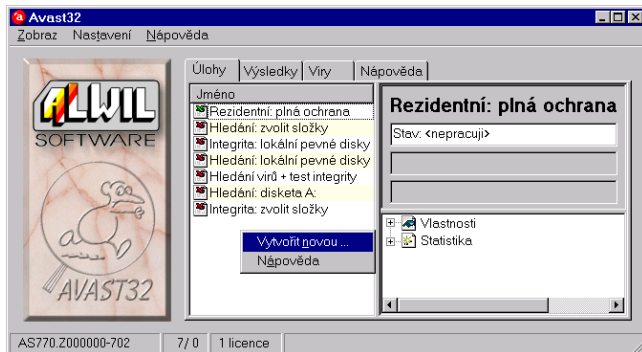 Avast32
Zobraz Nastavení Nápověda
ALWIL
SOFTWARE
AVAST32
Úlohy Výsledky Viry Nápověda
Jméno
Rezidentní: plná ochrana
Hledání: zvolit složky
Integrita: lokální pevné disky
Hledání: lokální pevné disky
Hledání virů + test integrity
Hledání: disketa A:
Integrita: zvolit složky
Vytvořit novou ...
Nápověda
Rezidentní: plná ochrana
Stav: <nepracuji>
Vlastnosti
Statistika
AS770.Z000000-702 7/ 0 1 licence